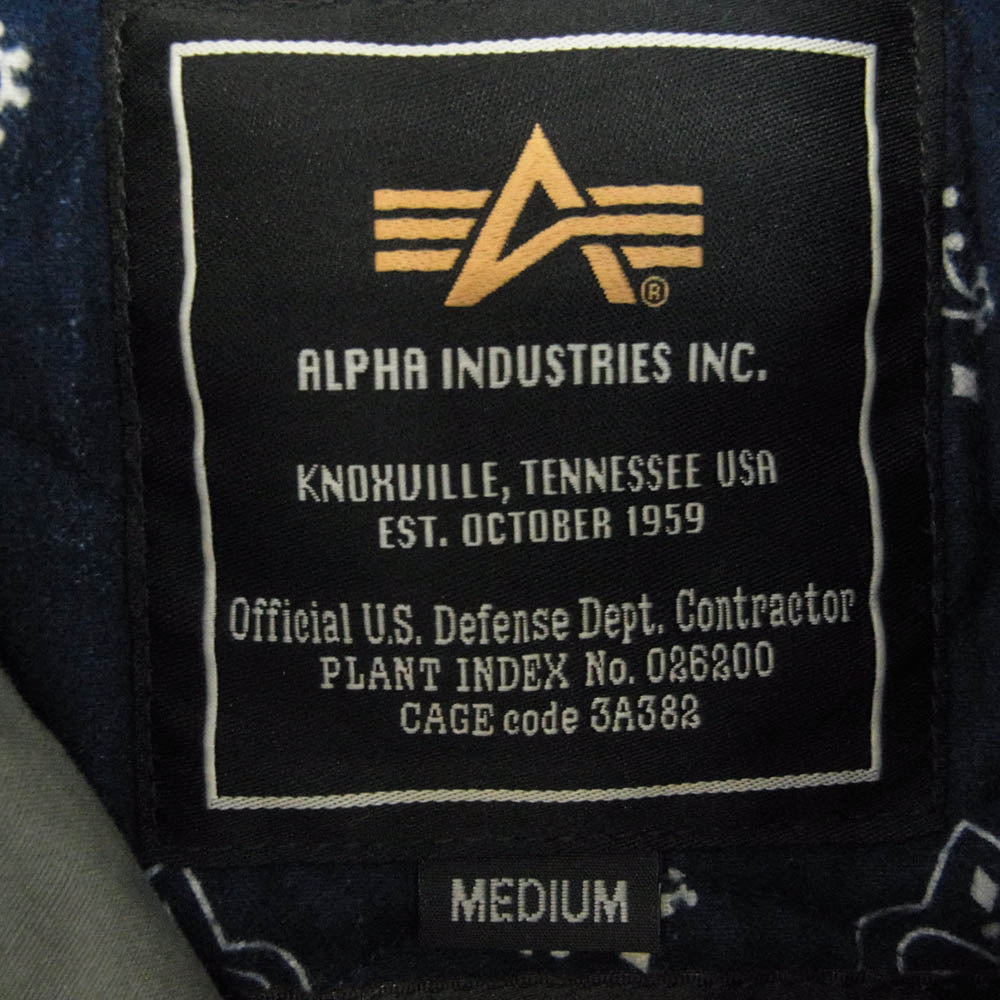 ®
ALPHA INDUSTRIES INC.
KNOXVILLE, TENNESSEE USA
EST. OCTOBER 1959
Official U.S. Defense Dept. Contractor
PLANT INDEX No. 026200
CAGE code 3A382
MEDIUM